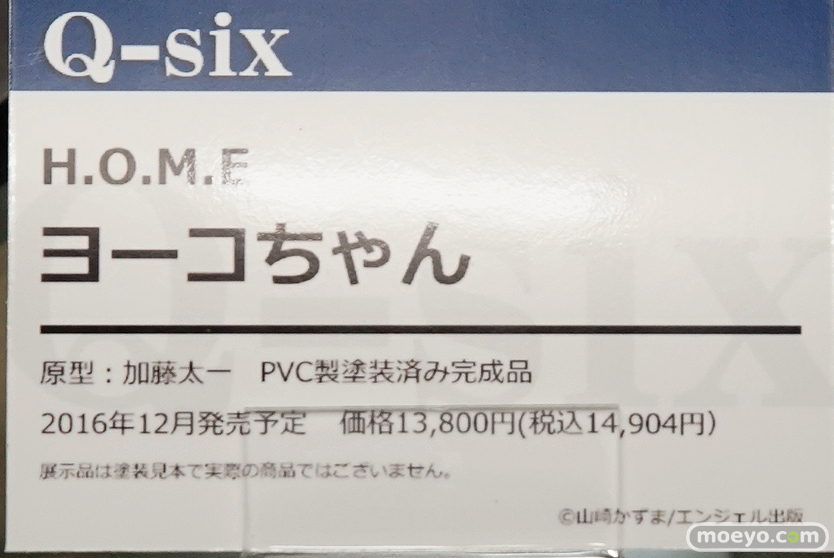 Q-six
H.O.M.E
ヨーコちゃん
原型：加藤太一　PVC製塗装済み完成品
2016年12月発売予定　価格13,800円(税込14,904円）
展示品は塗装見本で実際の商品ではございません。
©山崎かずま/エンジェル出版
moeyo.com